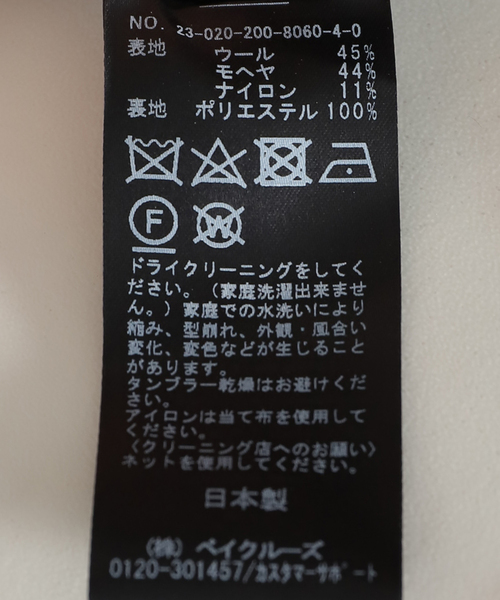 NO. 23-020-200-8060-4-0
表地 ウール 45%
モヘヤ 44%
ナイロン 11%
裏地 ポリエステル 100%
F W
ドライクリーニングをしてく
ださい。（家庭洗濯出来ませ
ん。）家庭での水洗いにより
縮み、型崩れ、外観・風合い
変化、変色などが生じること
があります。
タンブラー乾燥はお避けくだ
さい。
アイロンは当て布を使用して
ください。
〈クリーニング店へのお願い〉
ネットを使用してください。
日本製
（株）ベイクルーズ
0120-301457/カスタマーサポート